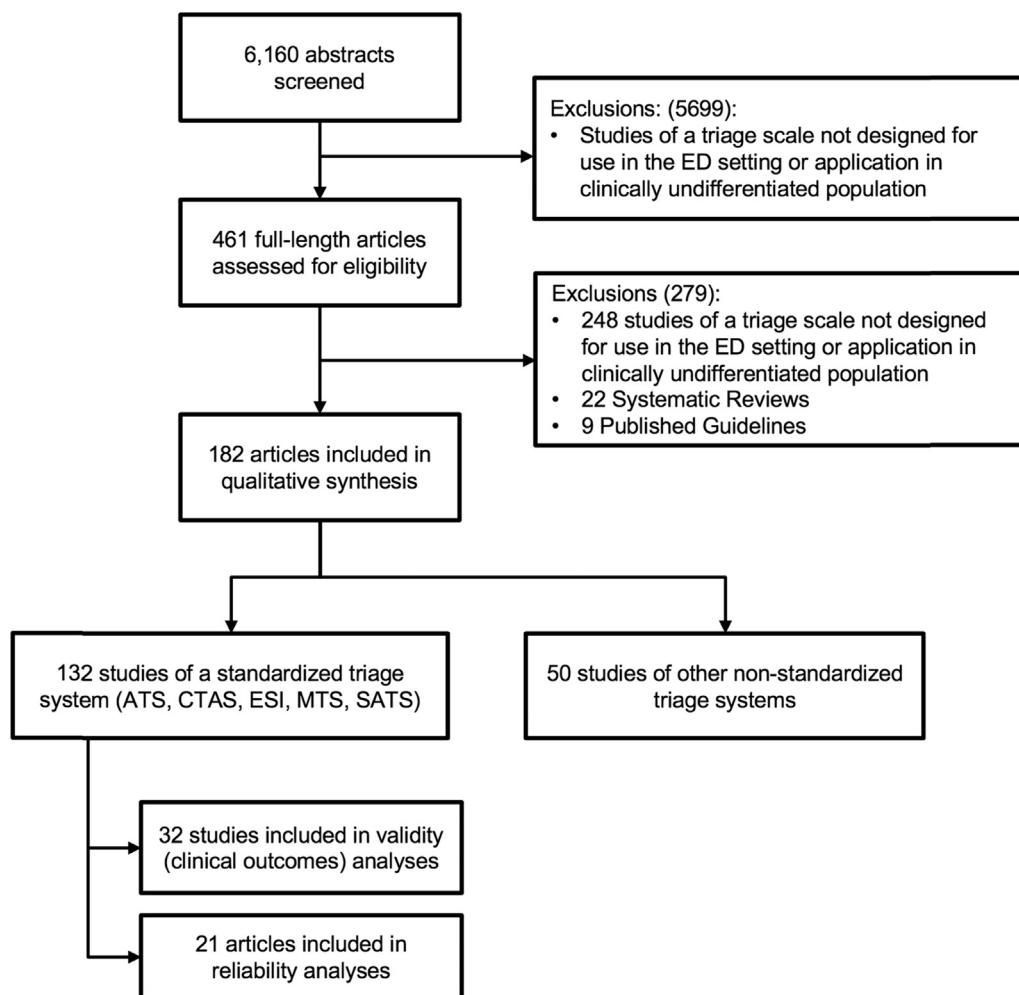 6,160 abstracts
screened
Exclusions: (5699):
• Studies of a triage scale not designed for
use in the ED setting or application in
clinically undifferentiated population
461 full-length articles
assessed for eligibility
Exclusions (279):
• 248 studies of a triage scale not designed
for use in the ED setting or application in
clinically undifferentiated population
• 22 Systematic Reviews
• 9 Published Guidelines
182 articles included in
qualitative synthesis
132 studies of a standardized triage
system (ATS, CTAS, ESI, MTS, SATS)
50 studies of other non-standardized
triage systems
32 studies included in validity
(clinical outcomes) analyses
21 articles included in
reliability analyses